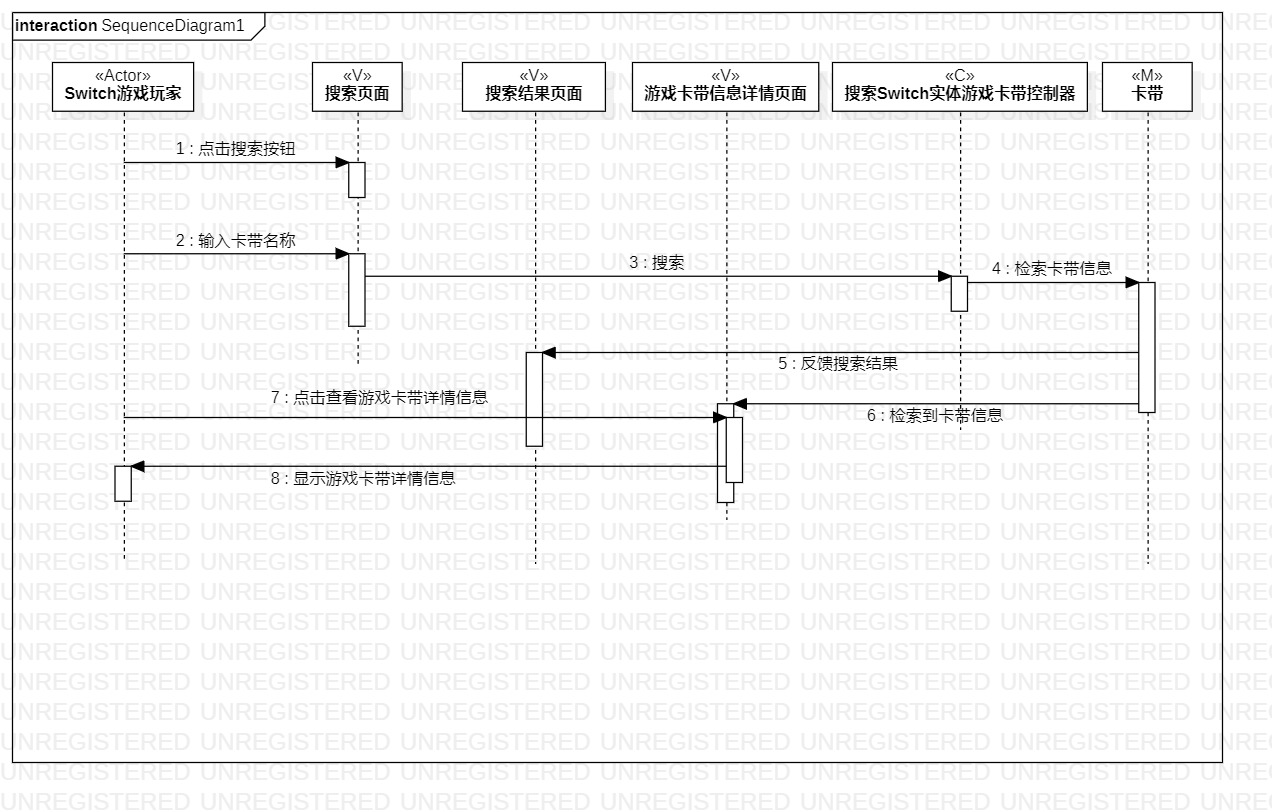 interaction SequenceDiagram1
«Actor»
Switch游戏玩家
«V»
搜索页面
«V»
搜索结果页面
«V»
游戏卡带信息详情页面
«C»
搜索Switch实体游戏卡带控制器
«M»
卡带
1 : 点击搜索按钮
2 : 输入卡带名称
3 : 搜索
4 : 检索卡带信息
5 : 反馈搜索结果
7 : 点击查看游戏卡带详情信息
6 : 检索到卡带信息
8 : 显示游戏卡带详情信息
UNREGISTERED